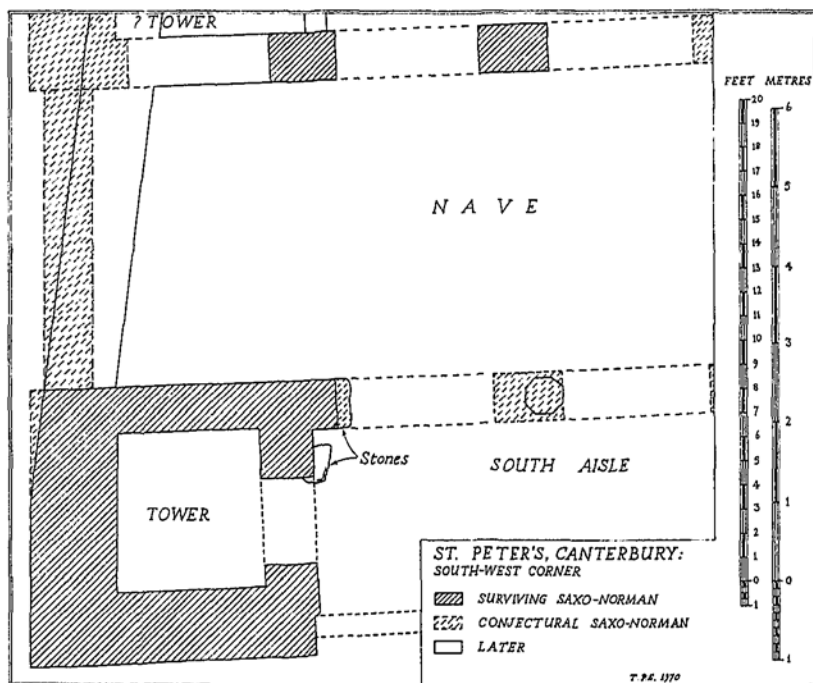 ? TOWER
FEET METRES
20
19
18
17
16
15
14
13
12
11
10
9
8
7
6
5
4
3
2
1
0
1
6
5
4
3
2
1
0
1
NAVE
Stones
SOUTH AISLE
TOWER
ST. PETER'S, CANTERBURY:
SOUTH-WEST CORNER
SURVIVING SAXO-NORMAN
CONJECTURAL SAXO-NORMAN
LATER
T.P.E. 1970